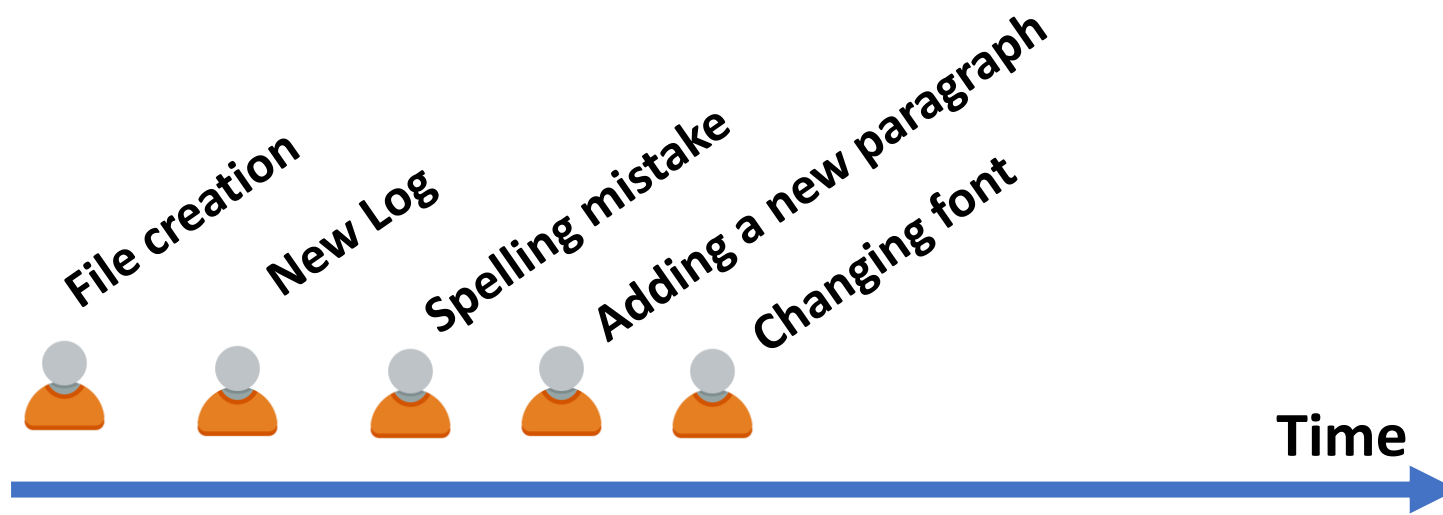 File creation
New Log
Spelling mistake
Adding a new paragraph
Changing font
Time